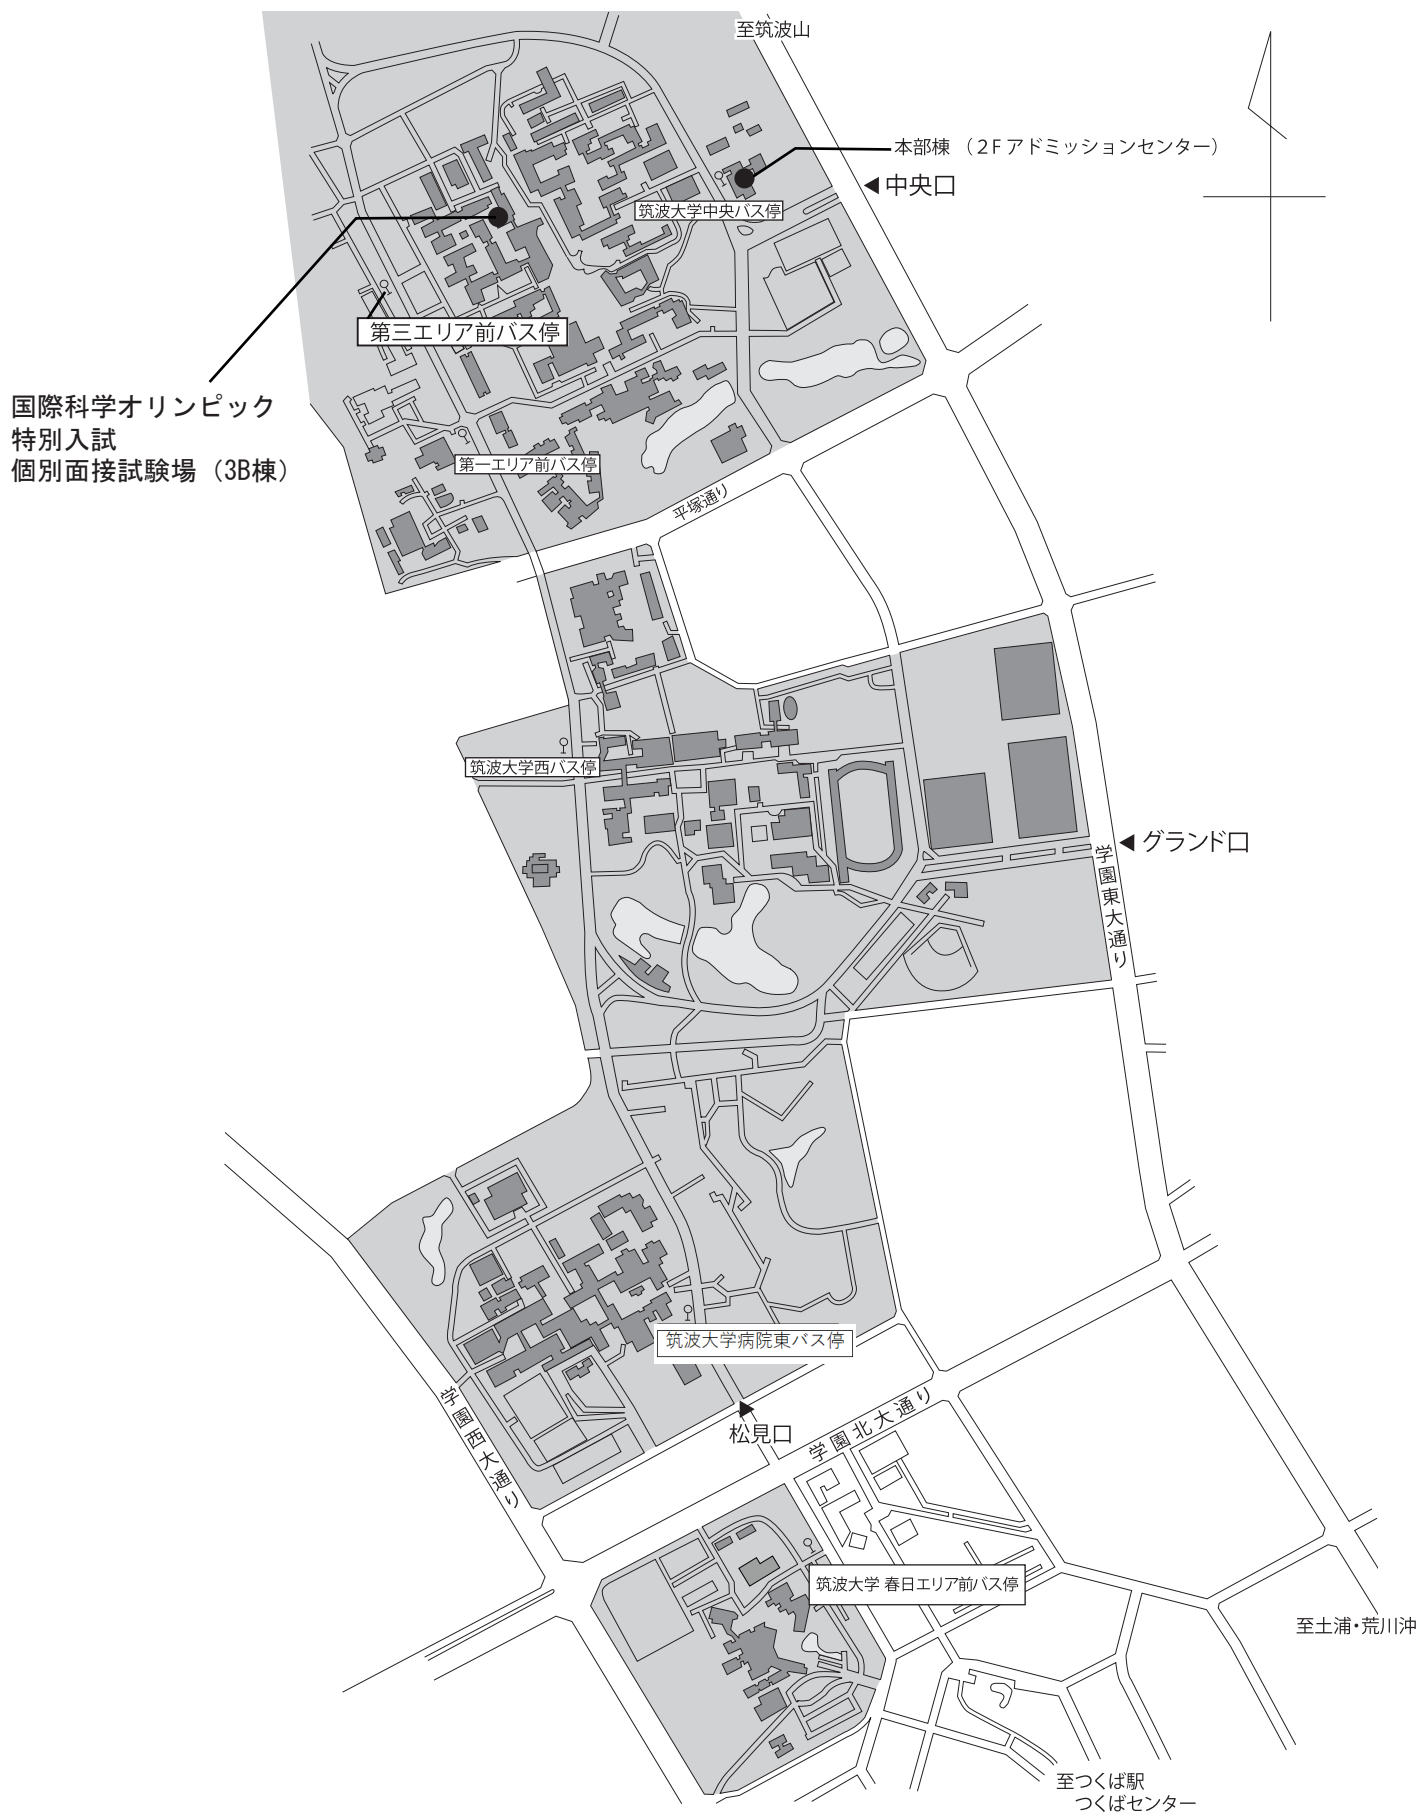 至筑波山
本部棟 （２Ｆ アドミッションセンター）
◀中央口
筑波大学中央バス停
第三エリア前バス停
国際科学オリンピック
特別入試
個別面接試験場（3B棟）
第一エリア前バス停
平塚通り
筑波大学西バス停
◀グランド口
学園東大通り
筑波大学病院東バス停
学園西大通り
松見口
学園北大通り
筑波大学 春日エリア前バス停
至土浦・荒川沖
至つくば駅
つくばセンター